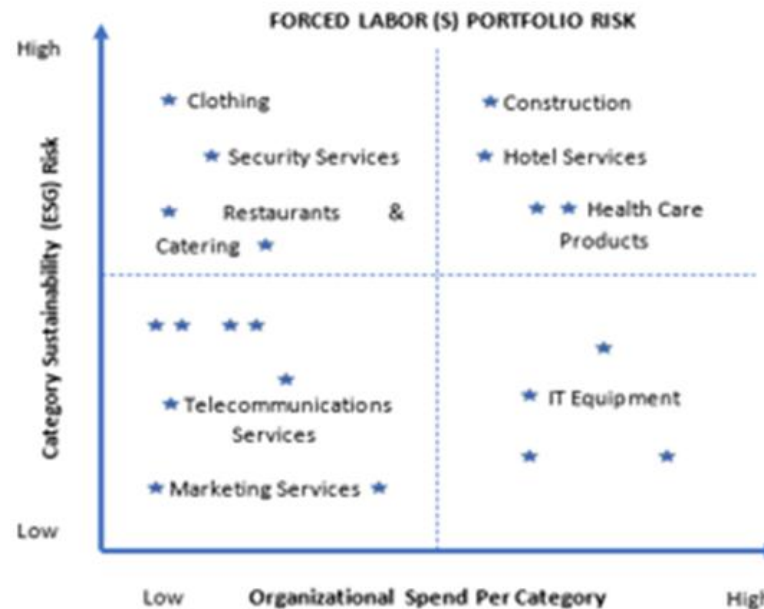 FORCED LABOR (S) PORTFOLIO RISK
High
Clothing
Construction
Security Services
Hotel Services
Restaurants &
Catering
Health Care
Products
Category Sustainability (ESG) Risk
Telecommunications
Services
IT Equipment
Marketing Services
Low
Low
Organizational Spend Per Category
High